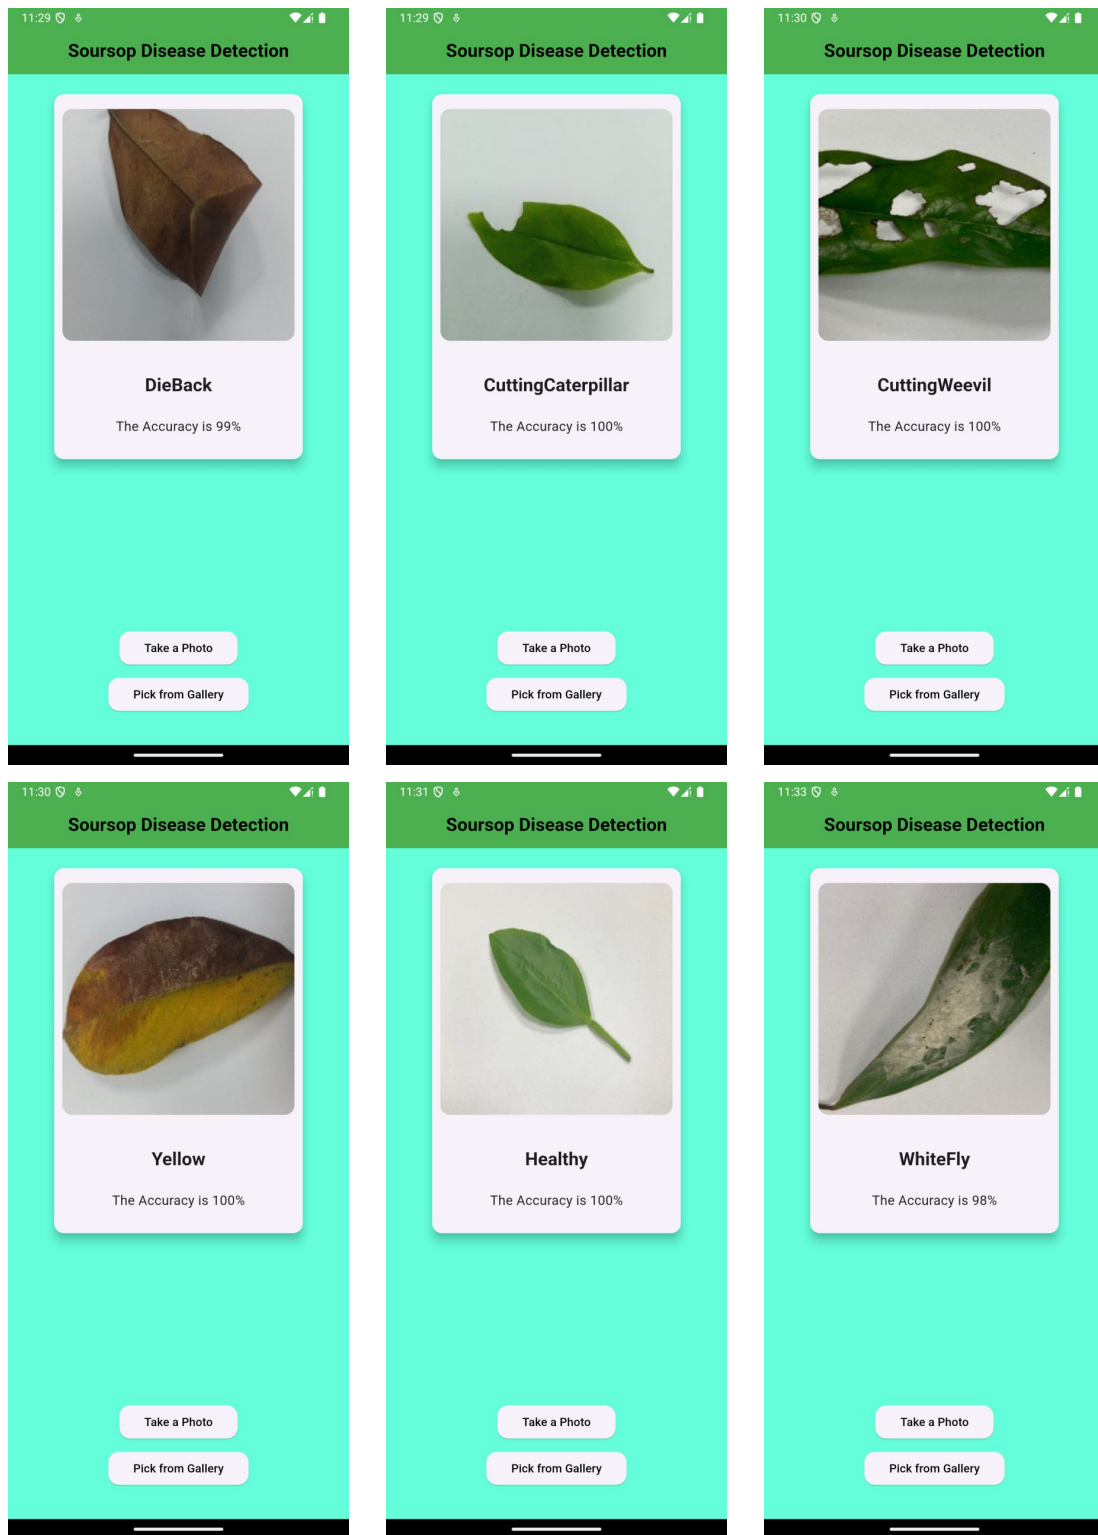 11:29
Soursop Disease Detection
DieBack
The Accuracy is 99%
Take a Photo
Pick from Gallery
11:29
Soursop Disease Detection
CuttingCaterpillar
The Accuracy is 100%
Take a Photo
Pick from Gallery
11:30
Soursop Disease Detection
CuttingWeevil
The Accuracy is 100%
Take a Photo
Pick from Gallery
11:30
Soursop Disease Detection
Yellow
The Accuracy is 100%
Take a Photo
Pick from Gallery
11:31
Soursop Disease Detection
Healthy
The Accuracy is 100%
Take a Photo
Pick from Gallery
11:33
Soursop Disease Detection
WhiteFly
The Accuracy is 98%
Take a Photo
Pick from Gallery